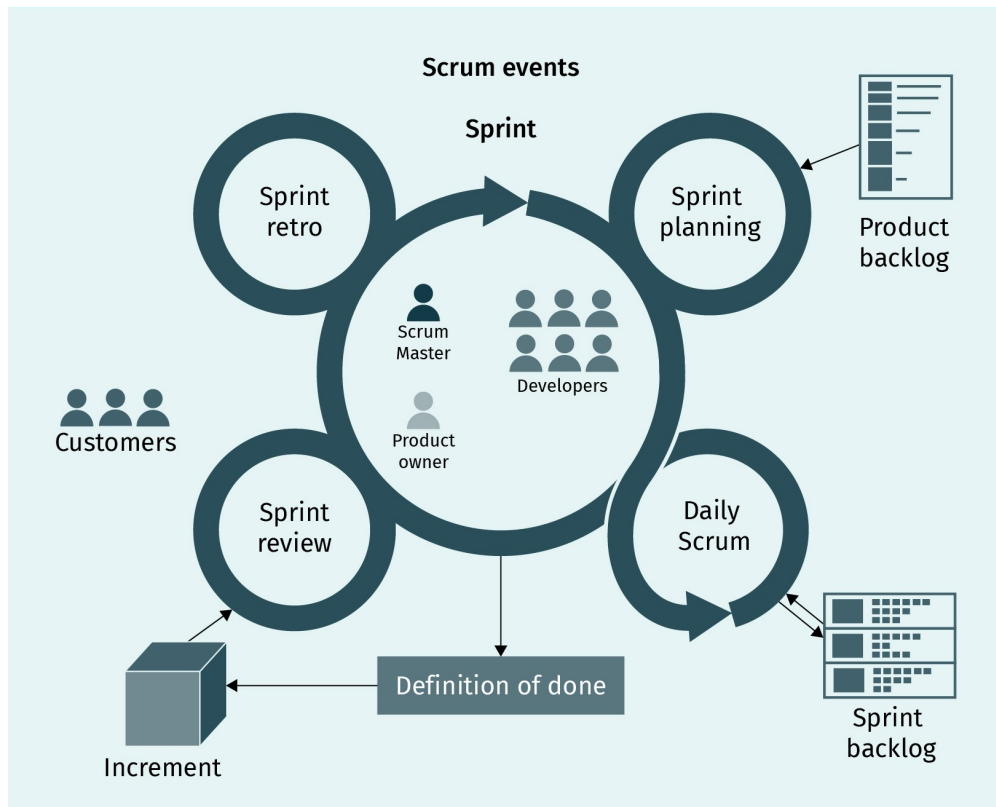 Scrum events
Sprint
Sprint
retro
Sprint
planning
Product
backlog
Scrum
Master
Developers
Product
owner
Customers
Sprint
review
Daily
Scrum
Definition of done
Increment
Sprint
backlog